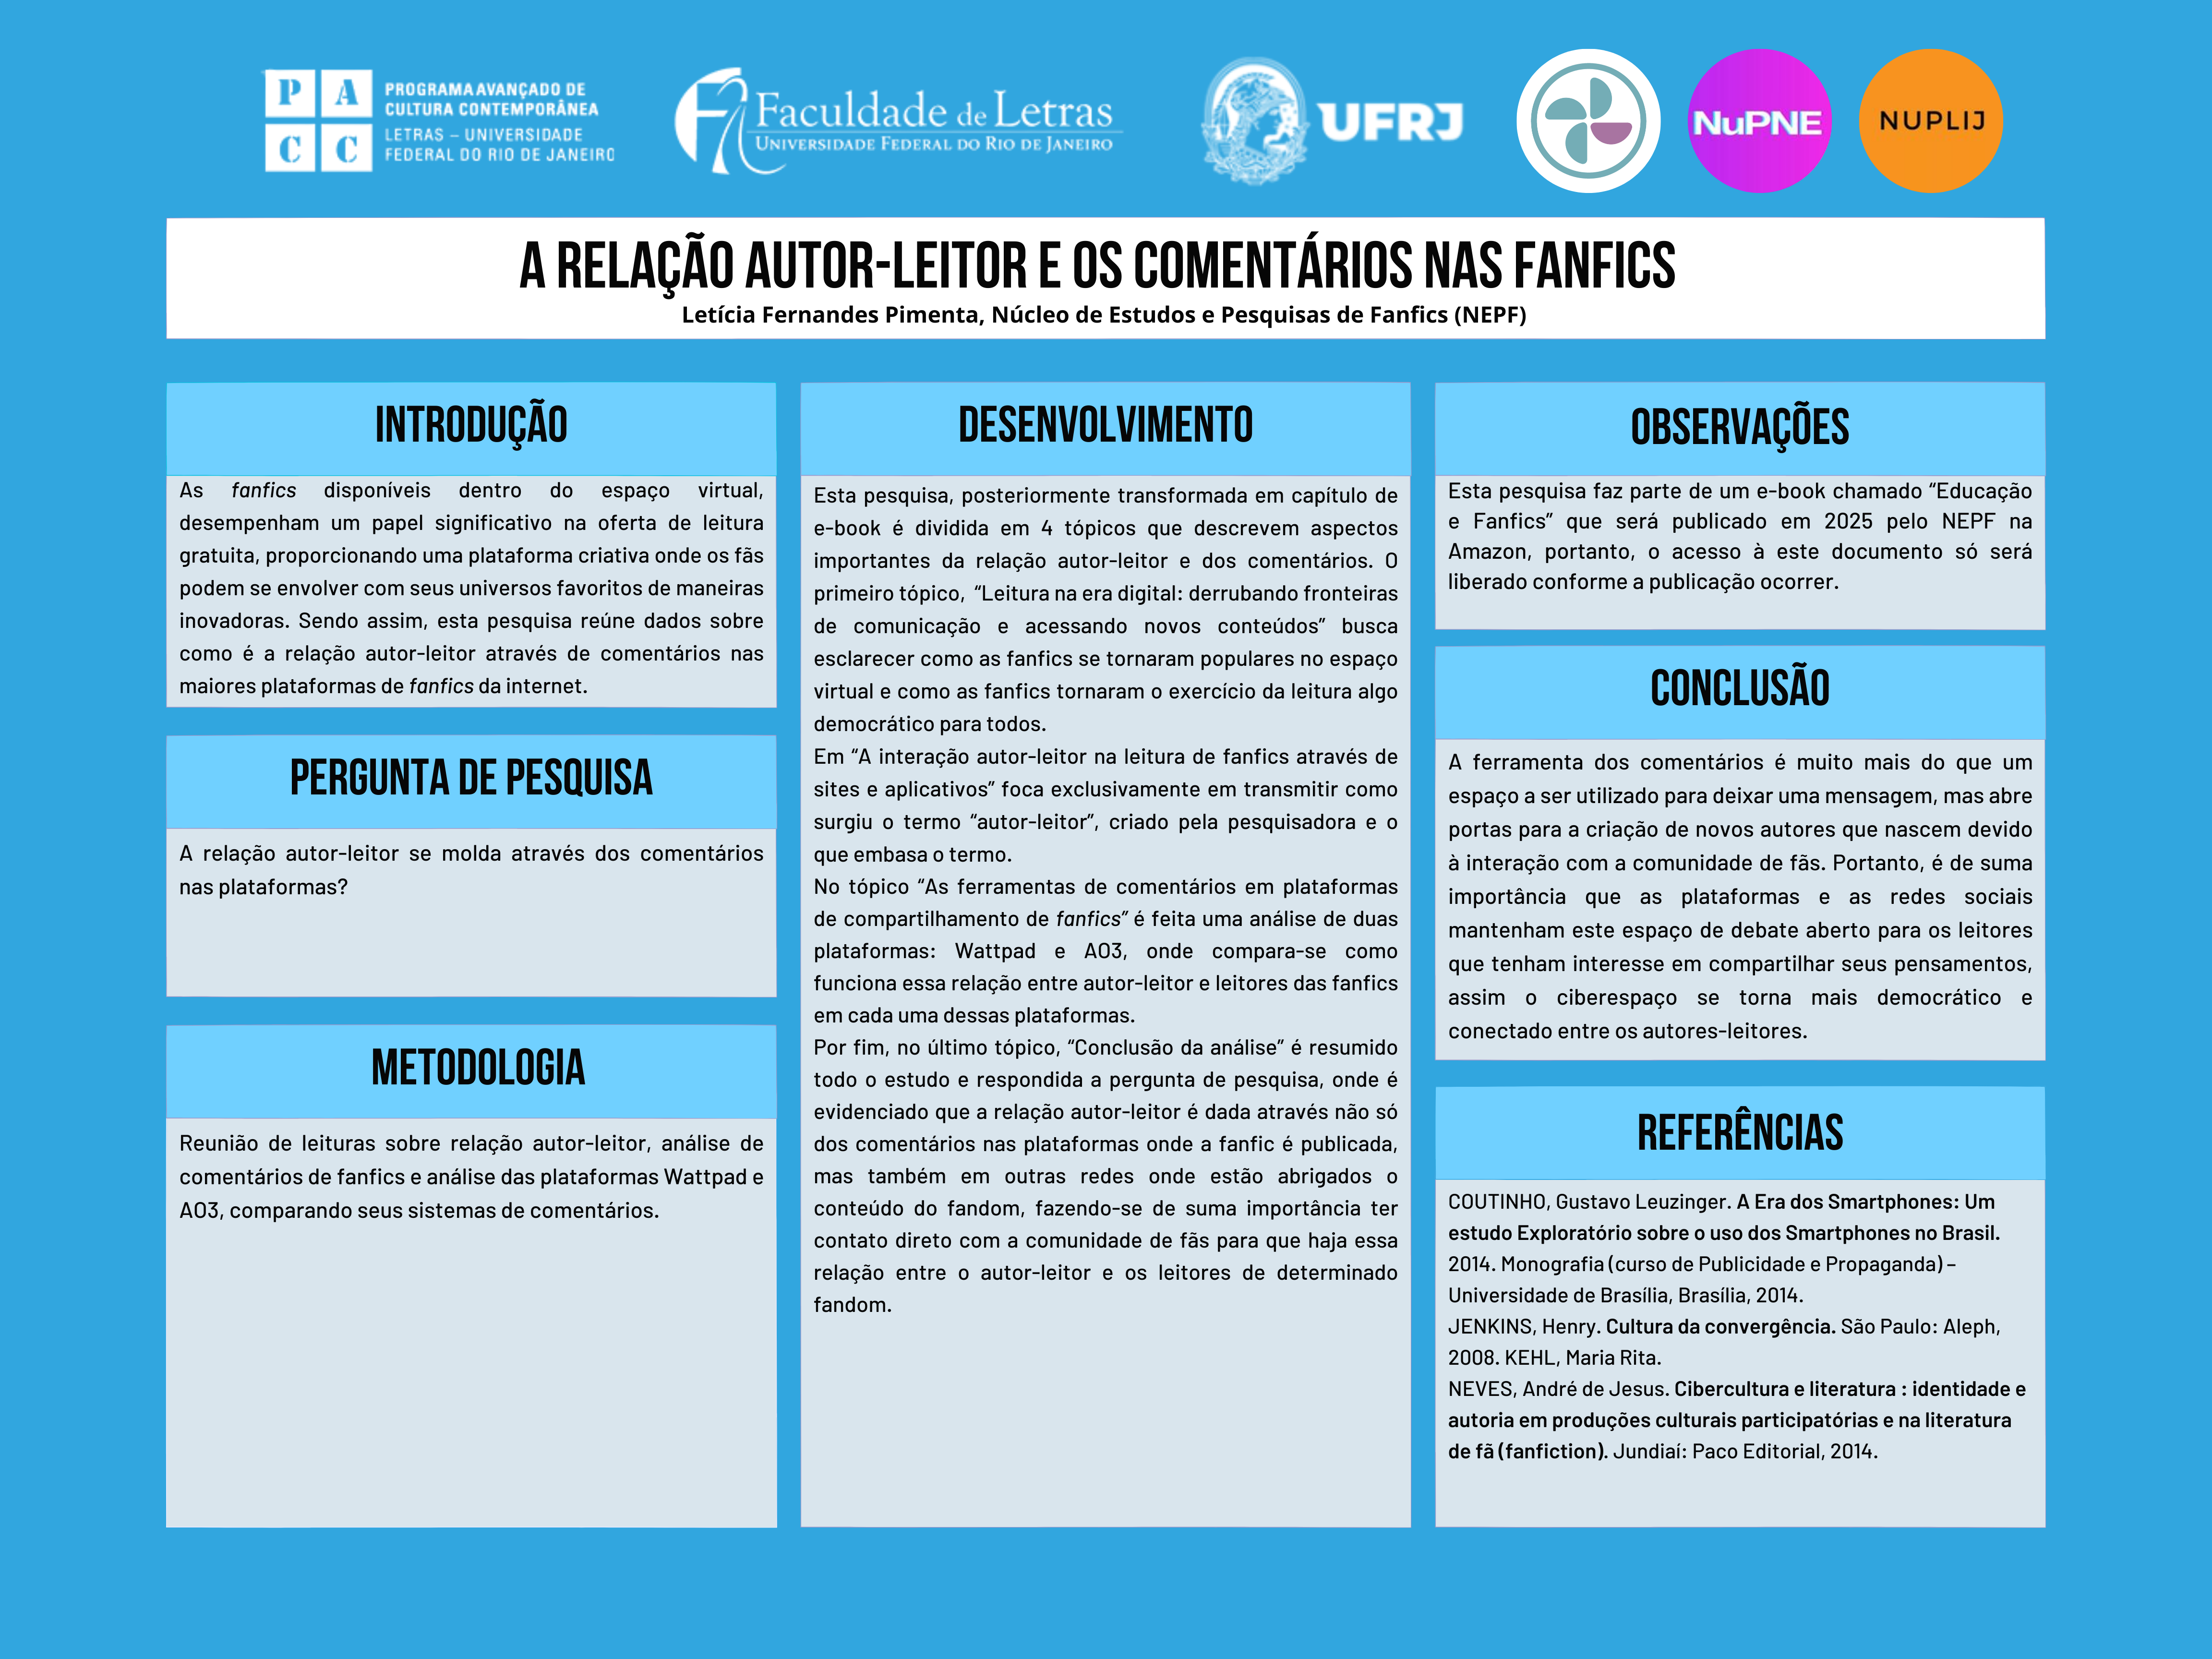 P A C C
PROGRAMA AVANÇADO DE
CULTURA CONTEMPORÂNEA
LETRAS – UNIVERSIDADE
FEDERAL DO RIO DE JANEIRO
Faculdade de Letras
UNIVERSIDADE FEDERAL DO RIO DE JANEIRO
UFRJ
NuPNE
NUPLIJ
A RELAÇÃO AUTOR-LEITOR E OS COMENTÁRIOS NAS FANFICS
Letícia Fernandes Pimenta, Núcleo de Estudos e Pesquisas de Fanfics (NEPF)
INTRODUÇÃO
As fanfics disponíveis dentro do espaço virtual,
desempenham um papel significativo na oferta de leitura
gratuita, proporcionando uma plataforma criativa onde os fãs
podem se envolver com seus universos favoritos de maneiras
inovadoras. Sendo assim, esta pesquisa reúne dados sobre
como é a relação autor-leitor através de comentários nas
maiores plataformas de fanfics da internet.
PERGUNTA DE PESQUISA
A relação autor-leitor se molda através dos comentários
nas plataformas?
METODOLOGIA
Reunião de leituras sobre relação autor-leitor, análise de
comentários de fanfics e análise das plataformas Wattpad e
AO3, comparando seus sistemas de comentários.
DESENVOLVIMENTO
Esta pesquisa, posteriormente transformada em capítulo de
e-book é dividida em 4 tópicos que descrevem aspectos
importantes da relação autor-leitor e dos comentários. O
primeiro tópico, “Leitura na era digital: derrubando fronteiras
de comunicação e acessando novos conteúdos” busca
esclarecer como as fanfics se tornaram populares no espaço
virtual e como as fanfics tornaram o exercício da leitura algo
democrático para todos.
Em “A interação autor-leitor na leitura de fanfics através de
sites e aplicativos” foca exclusivamente em transmitir como
surgiu o termo “autor-leitor”, criado pela pesquisadora e o
que embasa o termo.
No tópico “As ferramentas de comentários em plataformas
de compartilhamento de fanfics” é feita uma análise de duas
plataformas: Wattpad e AO3, onde compara-se como
funciona essa relação entre autor-leitor e leitores das fanfics
em cada uma dessas plataformas.
Por fim, no último tópico, “Conclusão da análise” é resumido
todo o estudo e respondida a pergunta de pesquisa, onde é
evidenciado que a relação autor-leitor é dada através não só
dos comentários nas plataformas onde a fanfic é publicada,
mas também em outras redes onde estão abrigados o
conteúdo do fandom, fazendo-se de suma importância ter
contato direto com a comunidade de fãs para que haja essa
relação entre o autor-leitor e os leitores de determinado
fandom.
OBSERVAÇÕES
Esta pesquisa faz parte de um e-book chamado “Educação
e Fanfics” que será publicado em 2025 pelo NEPF na
Amazon, portanto, o acesso à este documento só será
liberado conforme a publicação ocorrer.
CONCLUSÃO
A ferramenta dos comentários é muito mais do que um
espaço a ser utilizado para deixar uma mensagem, mas abre
portas para a criação de novos autores que nascem devido
à interação com a comunidade de fãs. Portanto, é de suma
importância que as plataformas e as redes sociais
mantenham este espaço de debate aberto para os leitores
que tenham interesse em compartilhar seus pensamentos,
assim o ciberespaço se torna mais democrático e
conectado entre os autores-leitores.
REFERÊNCIAS
COUTINHO, Gustavo Leuzinger. A Era dos Smartphones: Um
estudo Exploratório sobre o uso dos Smartphones no Brasil.
2014. Monografia (curso de Publicidade e Propaganda) –
Universidade de Brasília, Brasília, 2014.
JENKINS, Henry. Cultura da convergência. São Paulo: Aleph,
2008. KEHL, Maria Rita.
NEVES, André de Jesus. Cibercultura e literatura : identidade e
autoria em produções culturais participatórias e na literatura
de fã (fanfiction). Jundiaí: Paco Editorial, 2014.